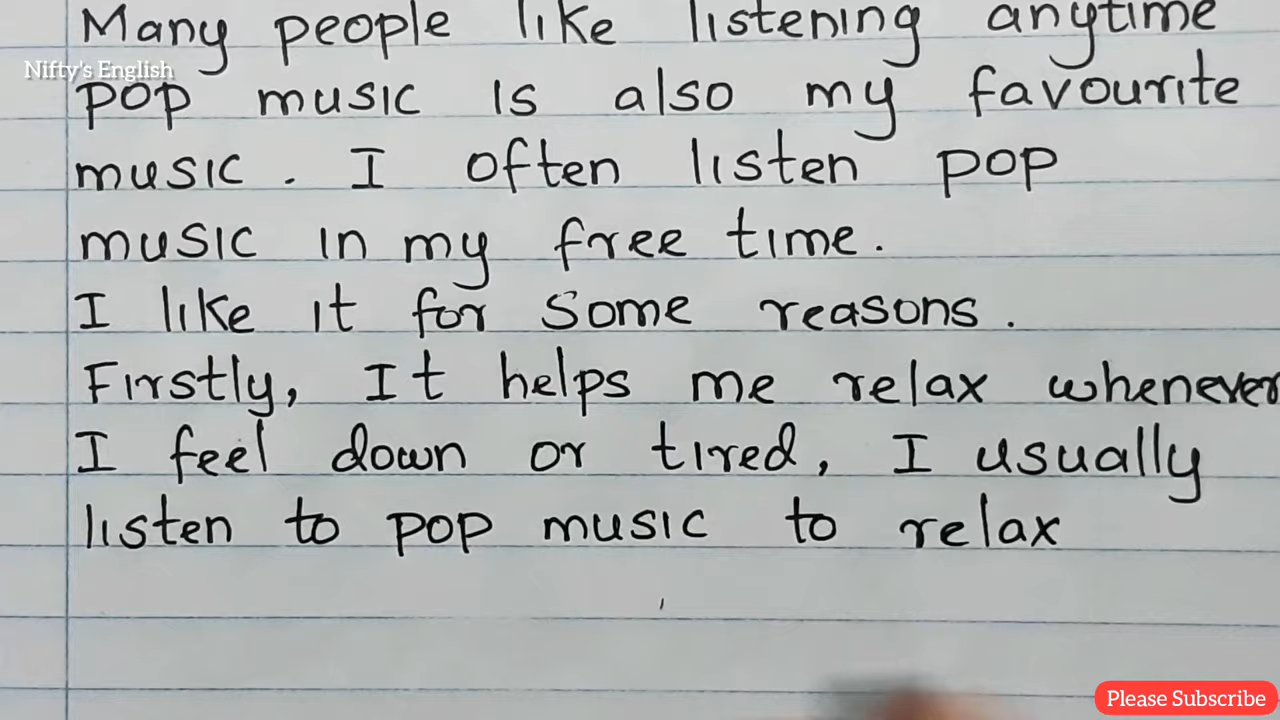 Many people like listening anytime
Nifty's English
pop music is also my favourite
music. I often listen pop
music in my free time.
I like it for some reasons.
Firstly, It helps me relax whenever
I feel down or tired, I usually
listen to pop music to relax
Please Subscribe